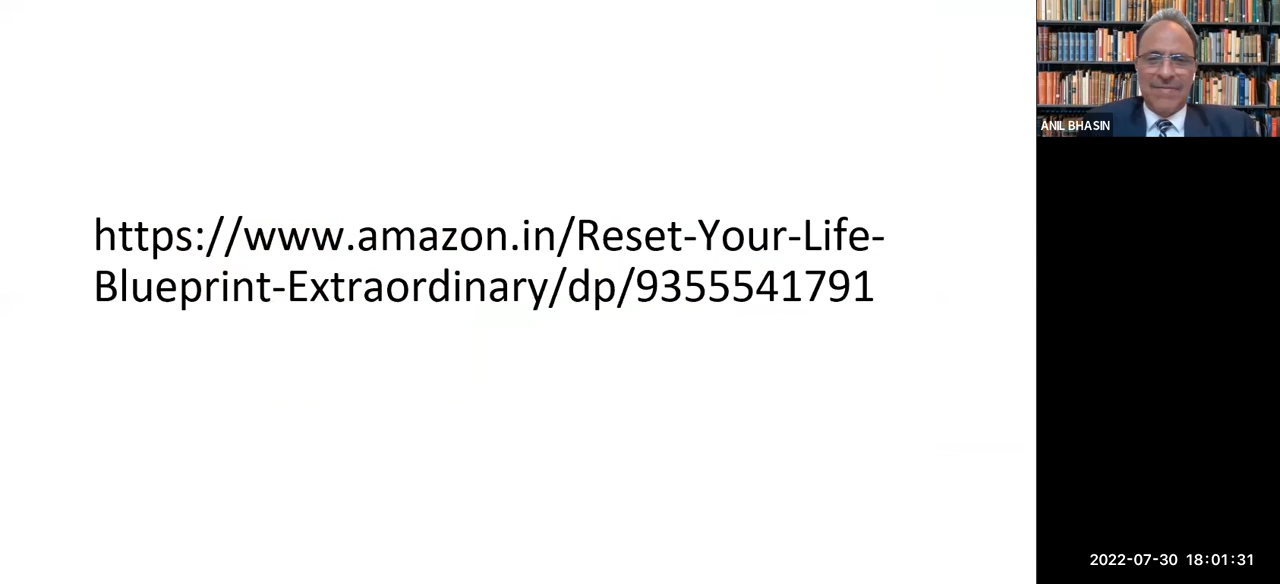 https://www.amazon.in/Reset-Your-Life-
Blueprint-Extraordinary/dp/9355541791
ANIL BHASIN
2022-07-30 18:01:31